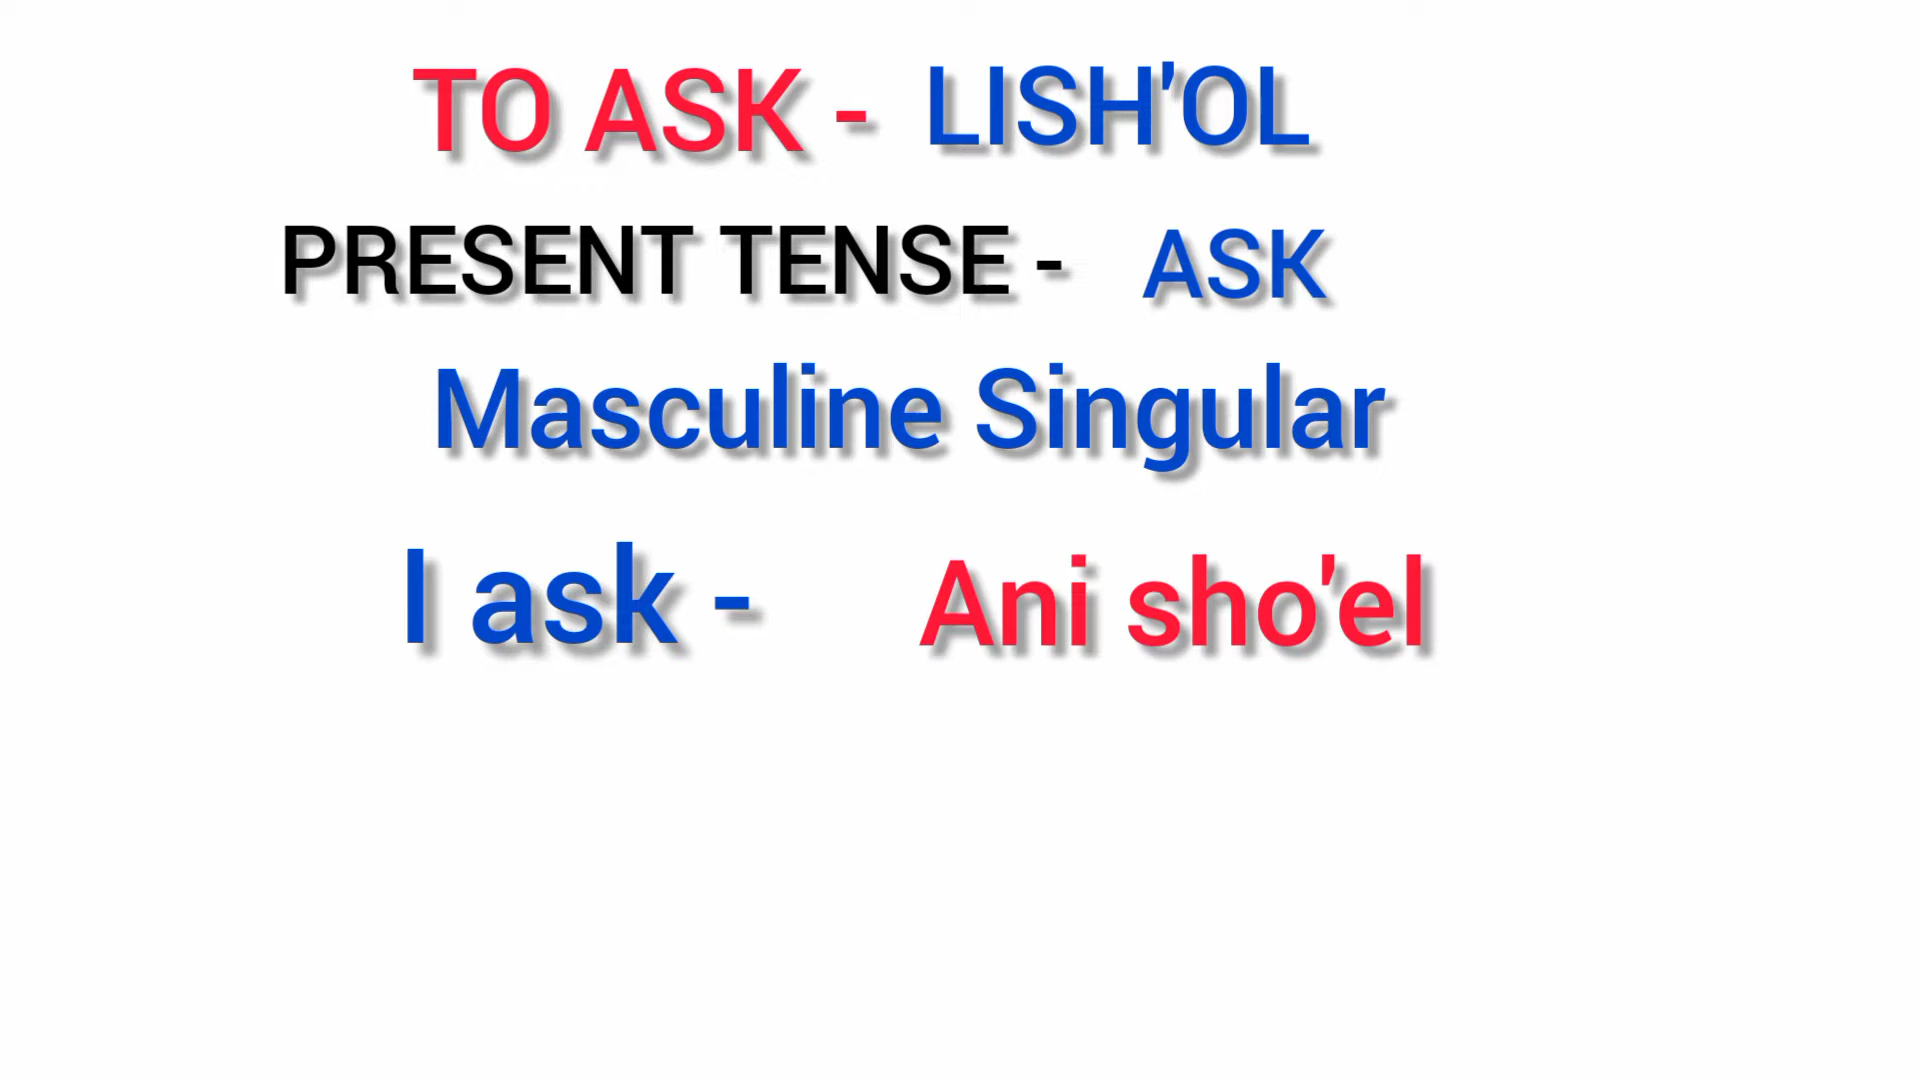 TO ASK - LISH'OL
PRESENT TENSE - ASK
Masculine Singular
I ask - Ani sho'el